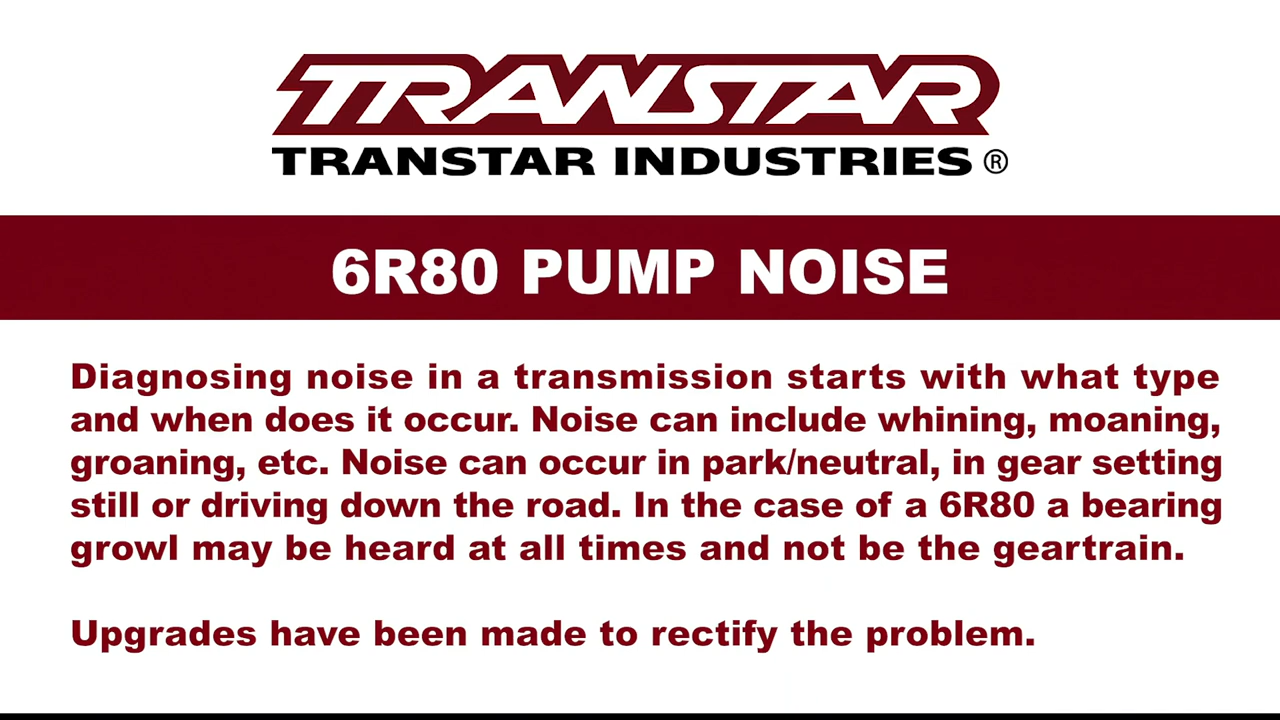 TRANSTAR
TRANSTAR INDUSTRIES ®
6R80 PUMP NOISE
Diagnosing noise in a transmission starts with what type
and when does it occur. Noise can include whining, moaning,
groaning, etc. Noise can occur in park/neutral, in gear setting
still or driving down the road. In the case of a 6R80 a bearing
growl may be heard at all times and not be the geartrain.
Upgrades have been made to rectify the problem.